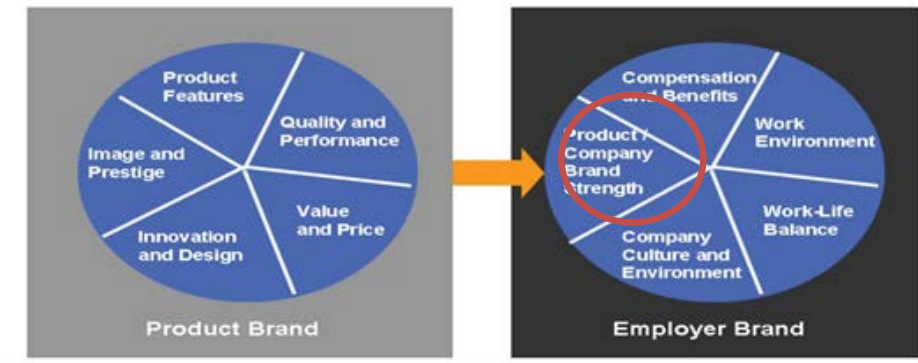 Product
Features
Quality and
Performance
Image and
Prestige
Value
and Price
Innovation
and Design
Product Brand
Compensation
and Benefits
Work
Environment
Product /
Company
Brand
Strength
Work-Life
Balance
Company
Culture and
Environment
Employer Brand